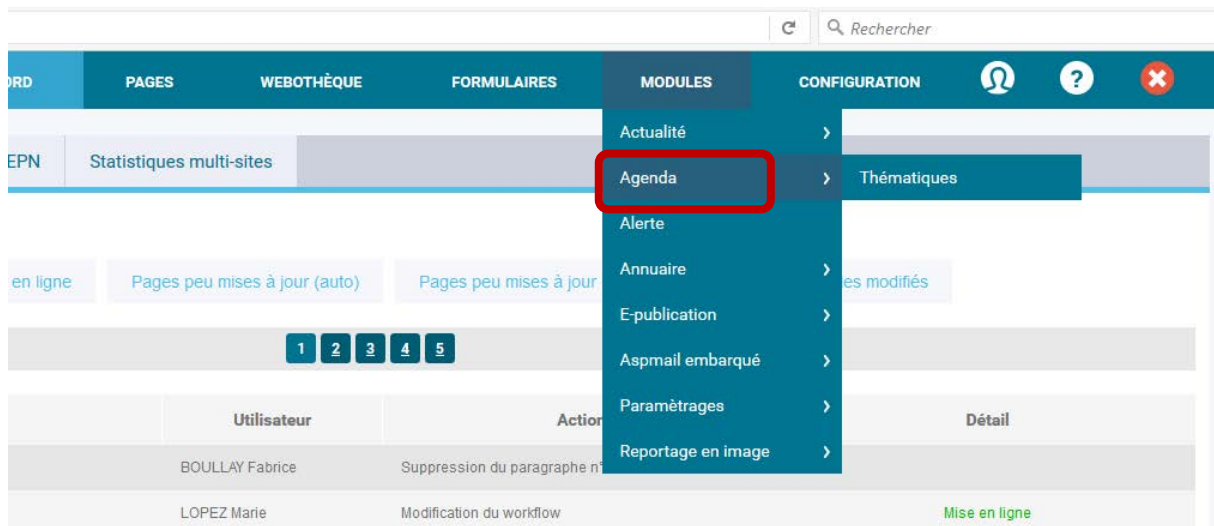 Rechercher
ORD PAGES WEBOTHÈQUE FORMULAIRES MODULES CONFIGURATION ?
EPN Statistiques multi-sites
Actualité
Agenda Thématiques
Alerte
Annuaire
E-publication
Aspmail embarqué
Paramètrages
Reportage en image
en ligne Pages peu mises à jour (auto) Pages peu mises à jour es modifiés
1 2 3 4 5
Utilisateur Action Détail
BOULLAY Fabrice Suppression du paragraphe n°
LOPEZ Marie Modification du workflow Mise en ligne